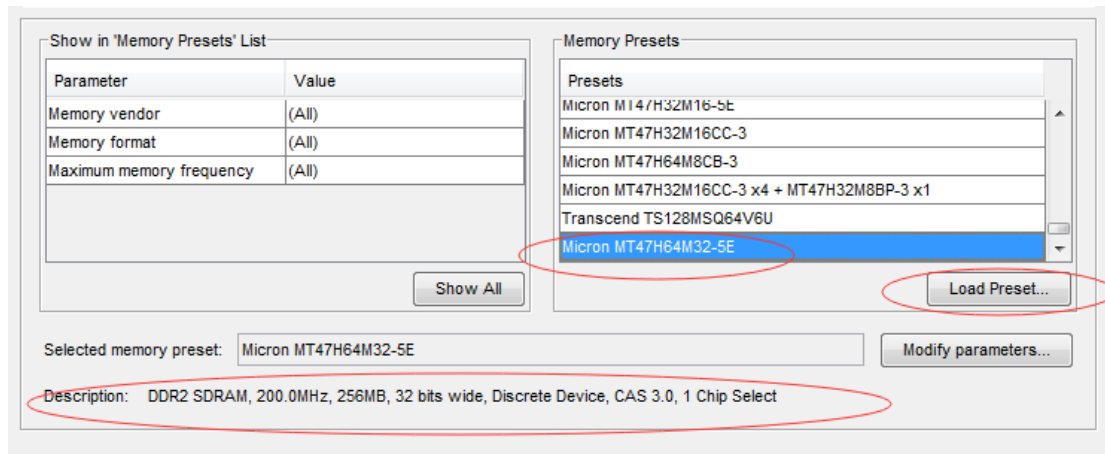 Show in 'Memory Presets' List
Parameter Value
Memory vendor (All)
Memory format (All)
Maximum memory frequency (All)
Show All
Memory Presets
Presets
Micron MT47H32M16-5E
Micron MT47H32M16CC-3
Micron MT47H64M8CB-3
Micron MT47H32M16CC-3 x4 + MT47H32M8BP-3 x1
Transcend TS128MSQ64V6U
Micron MT47H64M32-5E
Load Preset...
Selected memory preset: Micron MT47H64M32-5E
Modify parameters...
Description: DDR2 SDRAM, 200.0MHz, 256MB, 32 bits wide, Discrete Device, CAS 3.0, 1 Chip Select